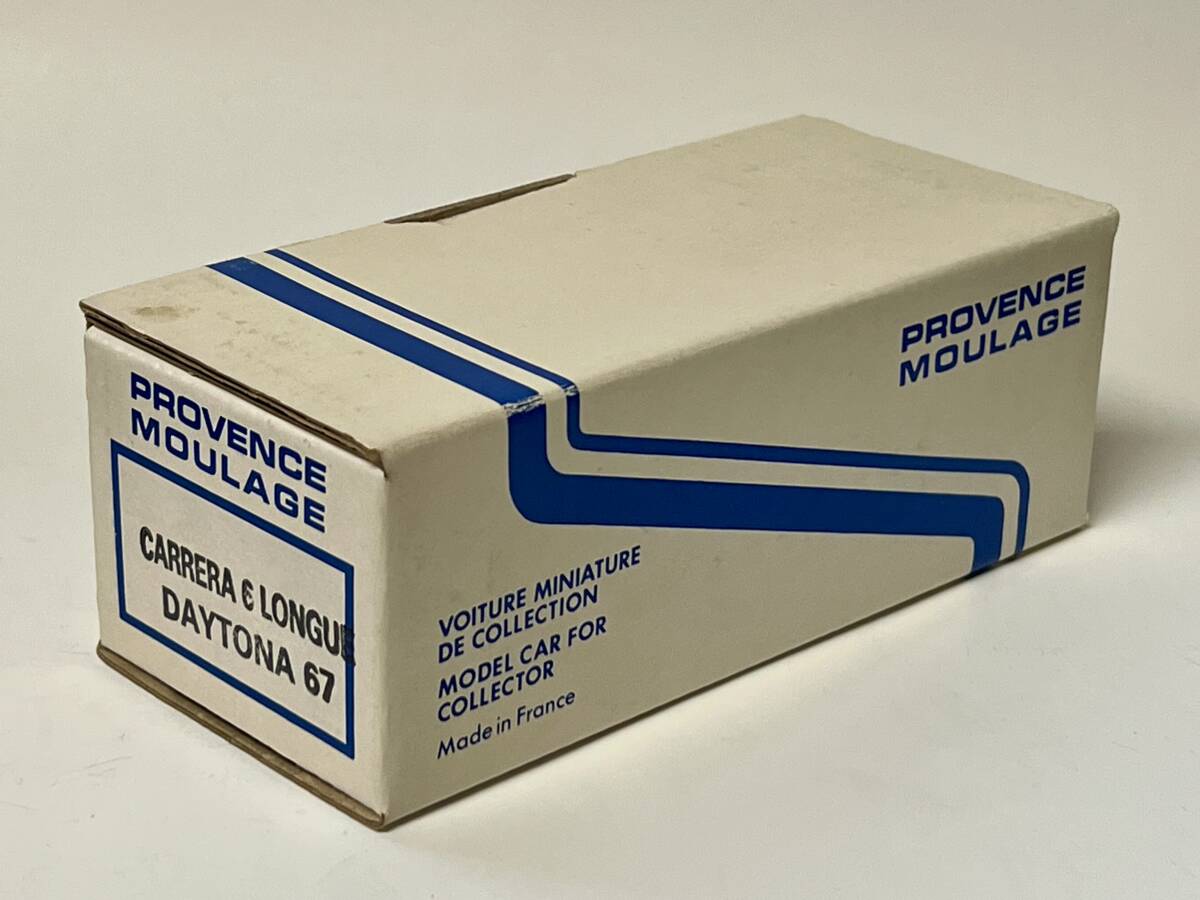 PROVENCE
MOULAGE
CARRERA 6 LONGUE
DAYTONA 67
PROVENCE
MOULAGE
VOITURE MINIATURE
DE COLLECTION
MODEL CAR FOR
COLLECTOR
Made in France